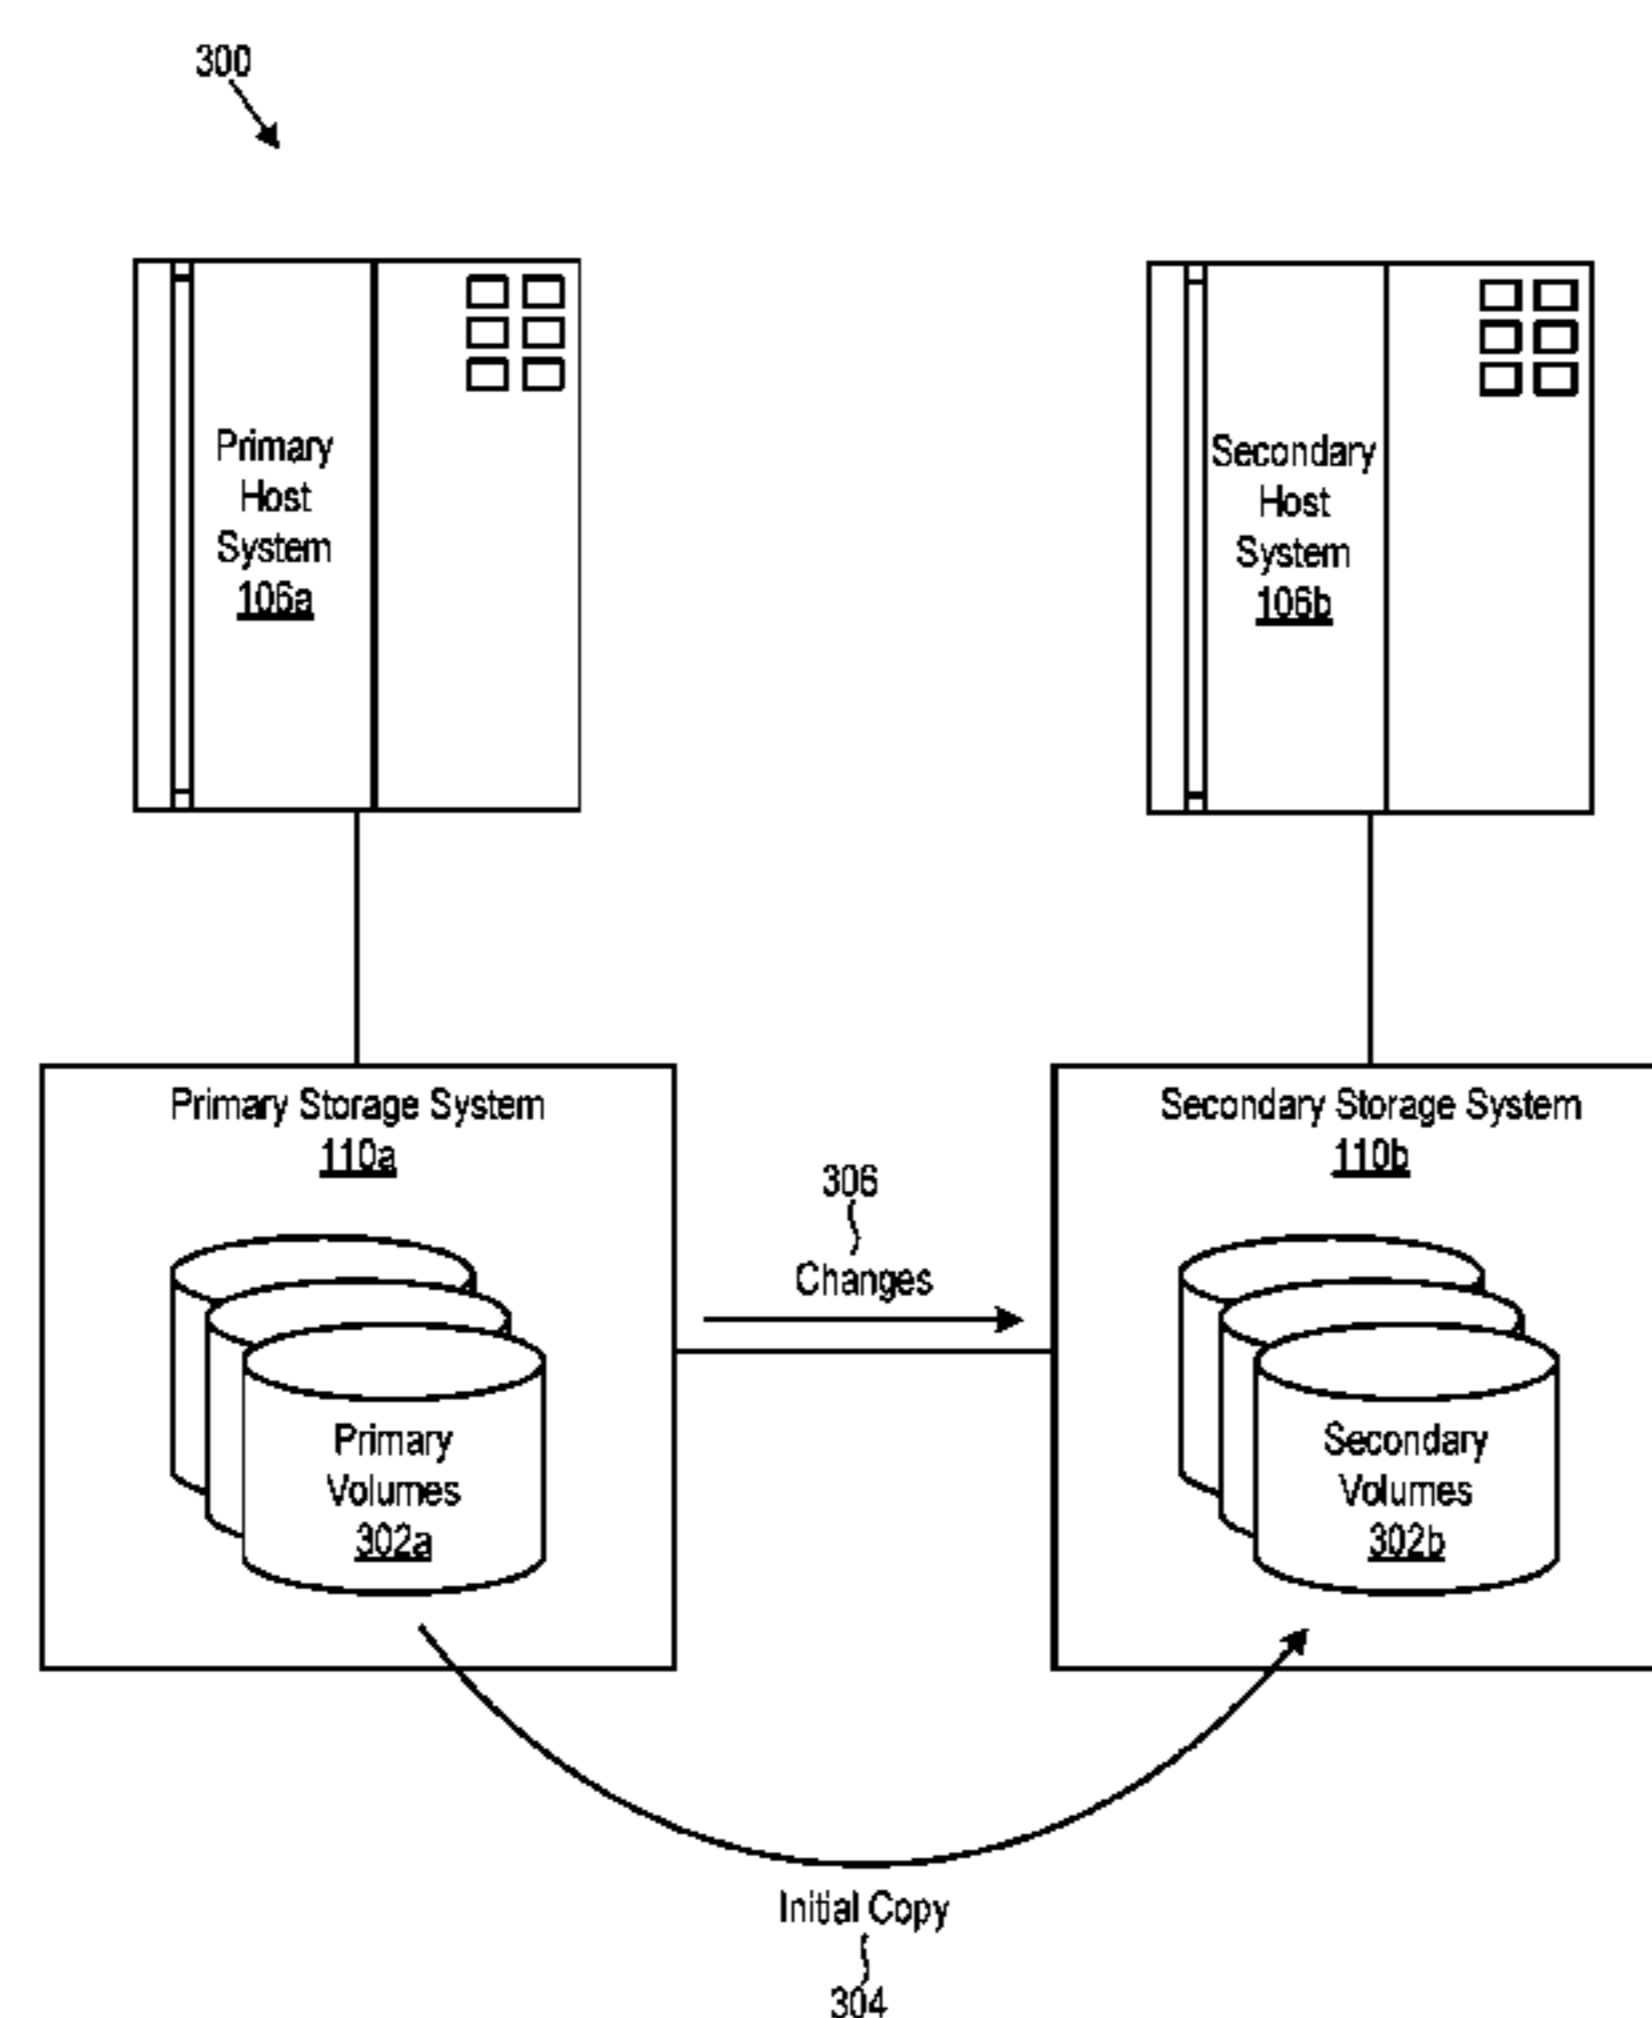 300
Primary
Host
System
106a
Secondary
Host
System
106b
Primary Storage System
110a
Secondary Storage System
110b
306
Changes
Primary
Volumes
302a
Secondary
Volumes
302b
Initial Copy
304